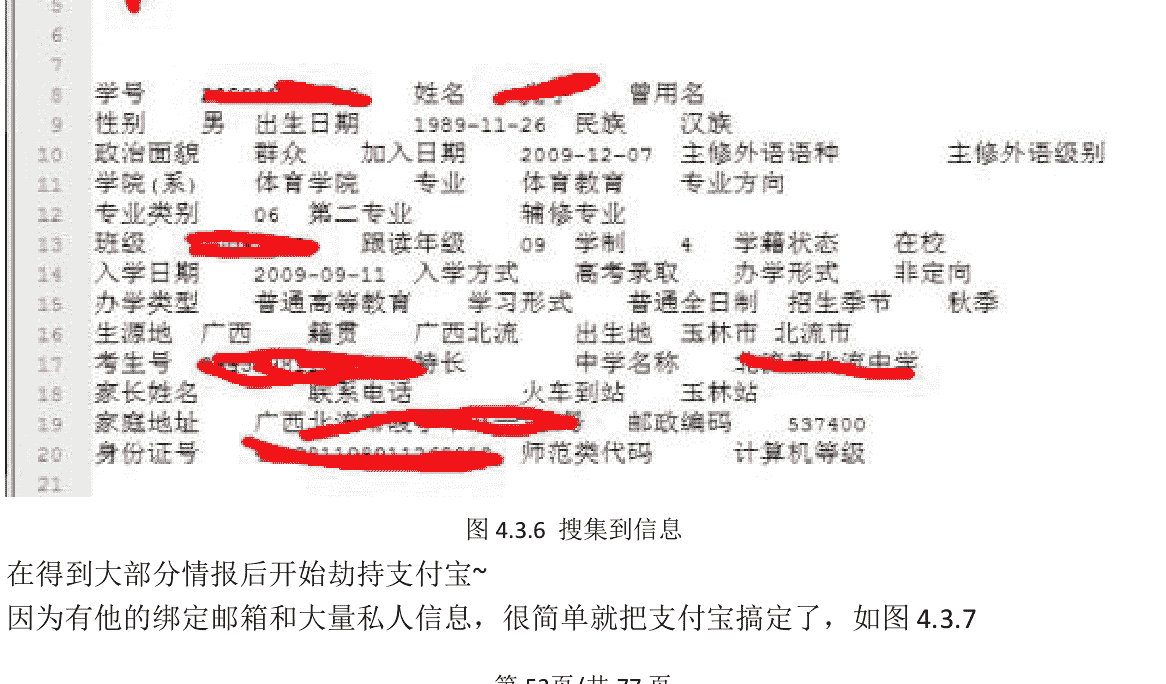 5
6
7
8 学号 姓名 曾用名
9 性别 男 出生日期 1989-11-26 民族 汉族
10 政治面貌 群众 加入日期 2009-12-07 主修外语语种 主修外语级别
11 学院(系) 体育学院 专业 体育教育 专业方向
12 专业类别 06 第二专业 辅修专业
13 班级 跟读年级 09 学制 4 学籍状态 在校
14 入学日期 2009-09-11 入学方式 高考录取 办学形式 非定向
15 办学类型 普通高等教育 学习形式 普通全日制 招生季节 秋季
16 生源地 广西 籍贯 广西北流 出生地 玉林市 北流市
17 考生号 特长 中学名称
18 家长姓名 联系电话 火车到站 玉林站
19 家庭地址 广西 邮政编码 537400
20 身份证号 师范类代码 计算机等级
21
图 4.3.6 搜集到信息
在得到大部分情报后开始劫持支付宝~
因为有他的绑定邮箱和大量私人信息，很简单就把支付宝搞定了，如图 4.3.7
第 53页/共 77 页